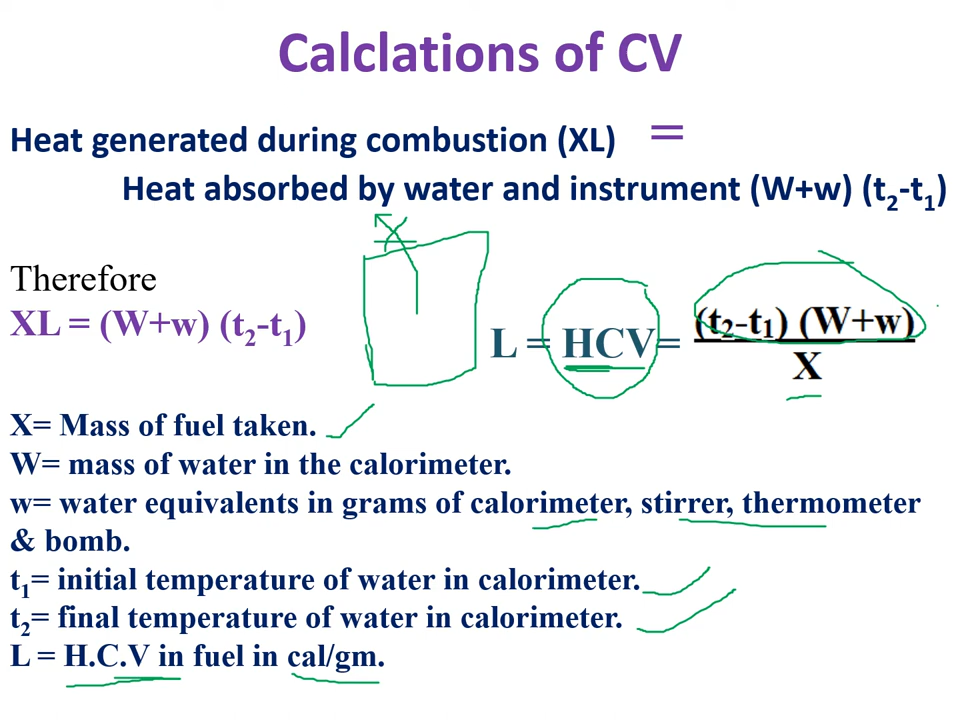 Calclations of CV
Heat generated during combustion (XL) =
Heat absorbed by water and instrument (W+w) (t₂-t₁)
Therefore
XL = (W+w) (t₂-t₁)
L = HCV= (t₂-t₁) (W+w)
X
X= Mass of fuel taken.
W= mass of water in the calorimeter.
w= water equivalents in grams of calorimeter, stirrer, thermometer
& bomb.
t₁= initial temperature of water in calorimeter.
t₂= final temperature of water in calorimeter.
L = H.C.V in fuel in cal/gm.